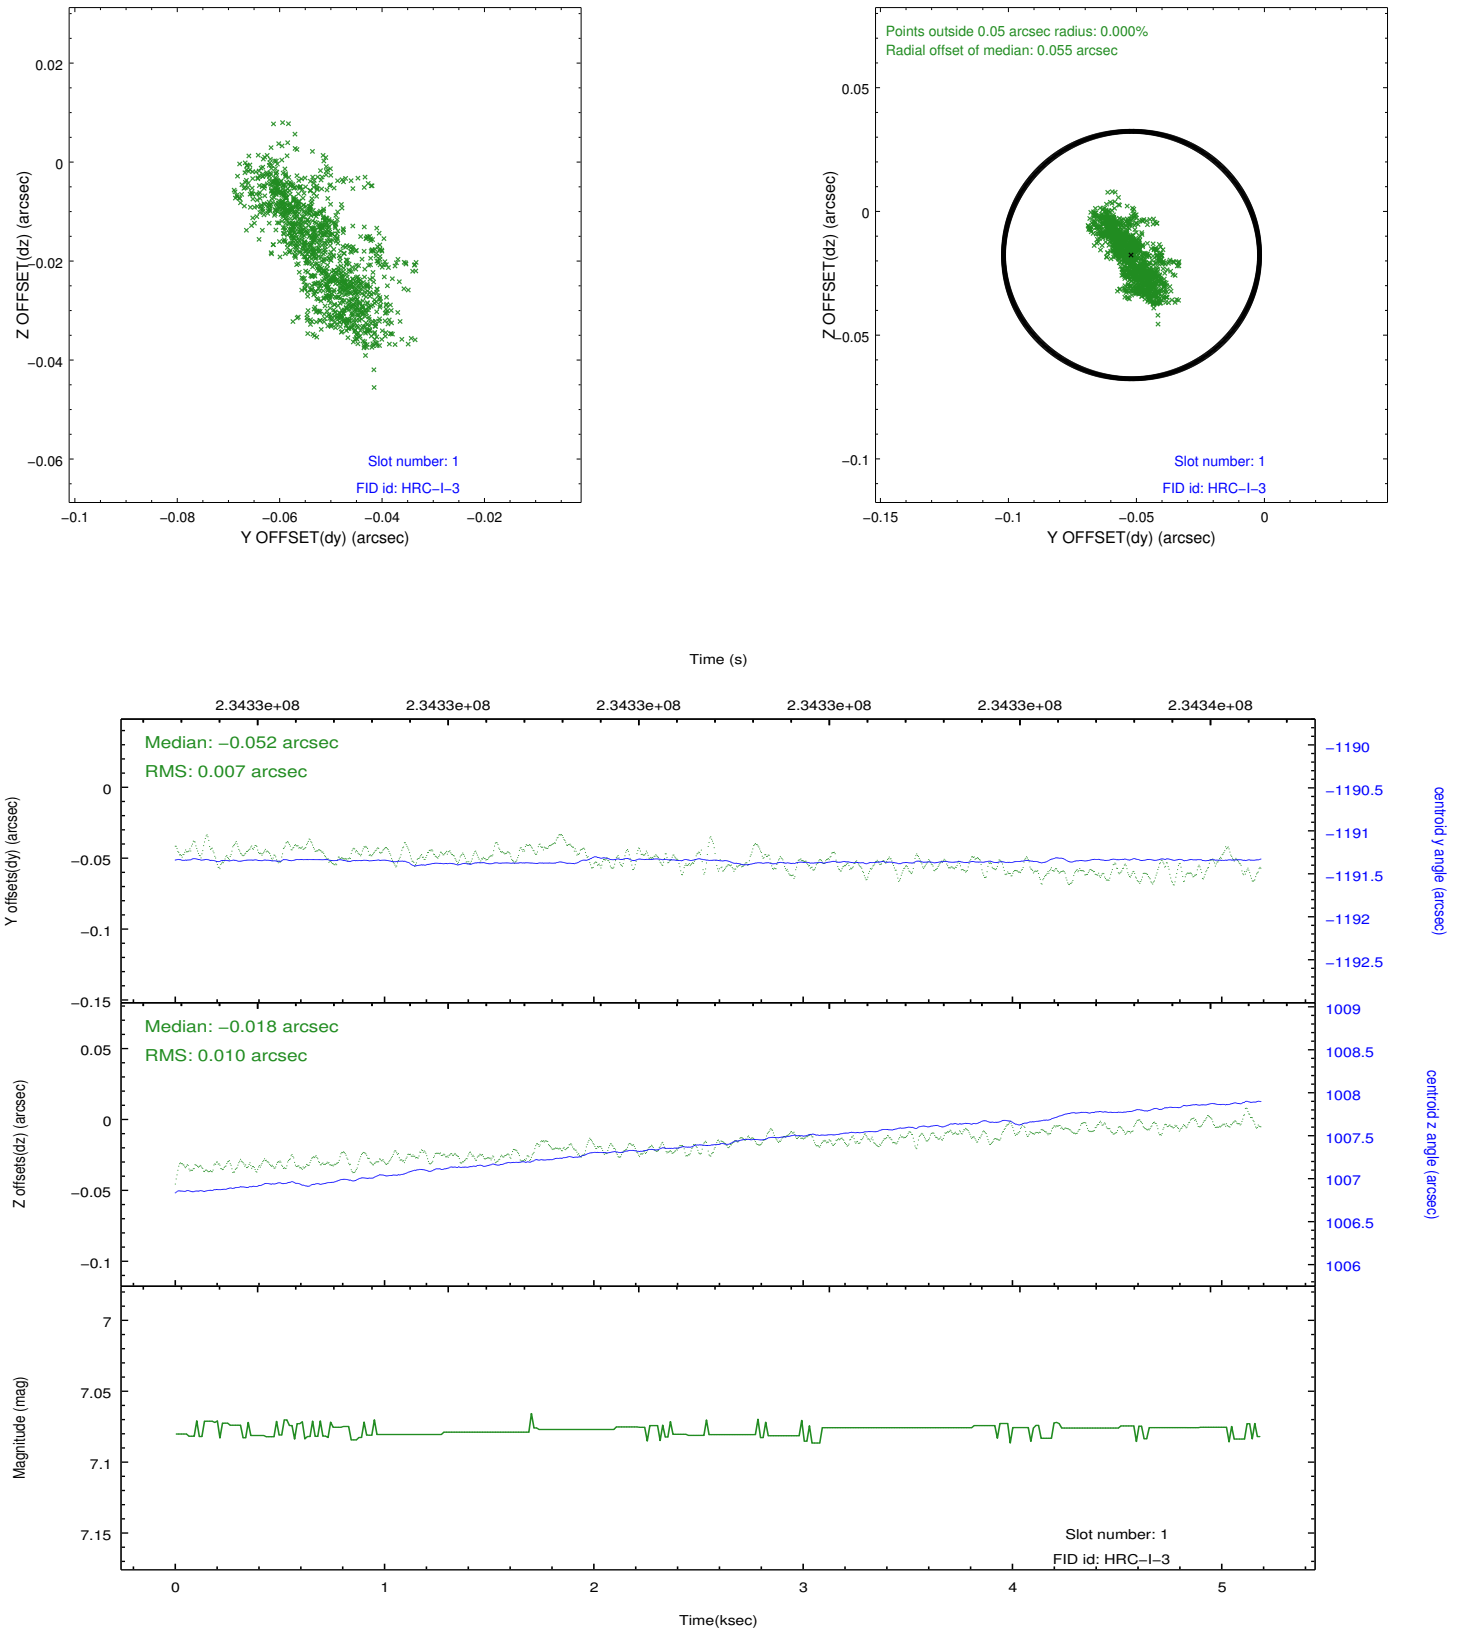 0.02
0
−0.02
−0.04
−0.06
Z OFFSET(dz) (arcsec)
Slot number: 1
FID id: HRC−I−3
−0.1
−0.08
−0.06
−0.04
−0.02
Y OFFSET(dy) (arcsec)
Points outside 0.05 arcsec radius: 0.000%
Radial offset of median: 0.055 arcsec
0.05
0
−0.05
−0.1
Z OFFSET(dz) (arcsec)
Slot number: 1
FID id: HRC−I−3
−0.15
−0.1
−0.05
0
Y OFFSET(dy) (arcsec)
Time (s)
2.3433e+08
2.3433e+08
2.3433e+08
2.3433e+08
2.3433e+08
2.3434e+08
Median: −0.052 arcsec
RMS: 0.007 arcsec
0
−0.05
−0.1
−0.15
Y offsets(dy) (arcsec)
−1190
−1190.5
−1191
−1191.5
−1192
−1192.5
centroid y angle (arcsec)
Median: −0.018 arcsec
RMS: 0.010 arcsec
0.05
0
−0.05
−0.1
Z offsets(dz) (arcsec)
1009
1008.5
1008
1007.5
1007
1006.5
1006
centroid z angle (arcsec)
7
7.05
7.1
7.15
Magnitude (mag)
Slot number: 1
FID id: HRC−I−3
0
1
2
3
4
5
Time(ksec)